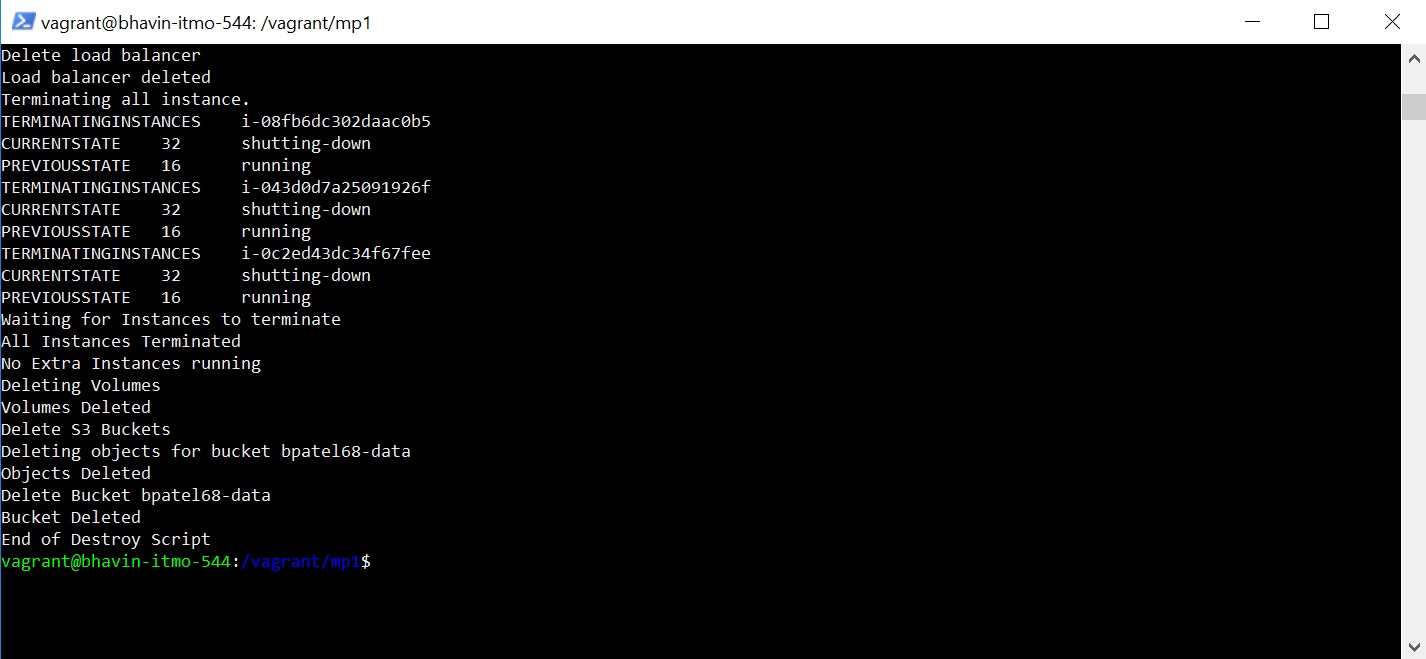 vagrant@bhavin-itmo-544: /vagrant/mp1
Delete load balancer
Load balancer deleted
Terminating all instance.
TERMINATINGINSTANCES    i-08fb6dc302daac0b5
CURRENTSTATE    32      shutting-down
PREVIOUSSTATE   16      running
TERMINATINGINSTANCES    i-043d0d7a25091926f
CURRENTSTATE    32      shutting-down
PREVIOUSSTATE   16      running
TERMINATINGINSTANCES    i-0c2ed43dc34f67fee
CURRENTSTATE    32      shutting-down
PREVIOUSSTATE   16      running
Waiting for Instances to terminate
All Instances Terminated
No Extra Instances running
Deleting Volumes
Volumes Deleted
Delete S3 Buckets
Deleting objects for bucket bpatel68-data
Objects Deleted
Delete Bucket bpatel68-data
Bucket Deleted
End of Destroy Script
vagrant@bhavin-itmo-544:/vagrant/mp1$